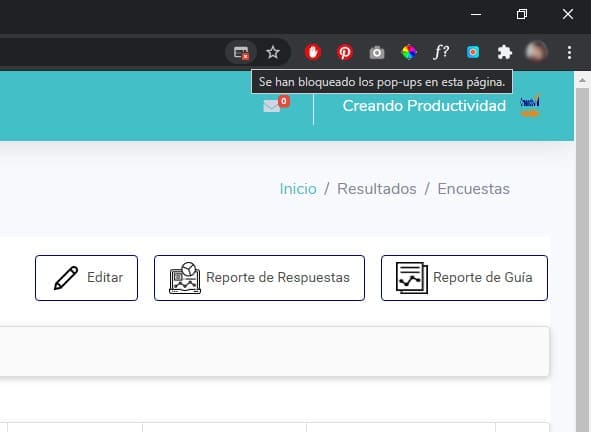 f?
Se han bloqueado los pop-ups en esta página.
0
Creando Productividad
Inicio / Resultados / Encuestas
Editar
Reporte de Respuestas
Reporte de Guía